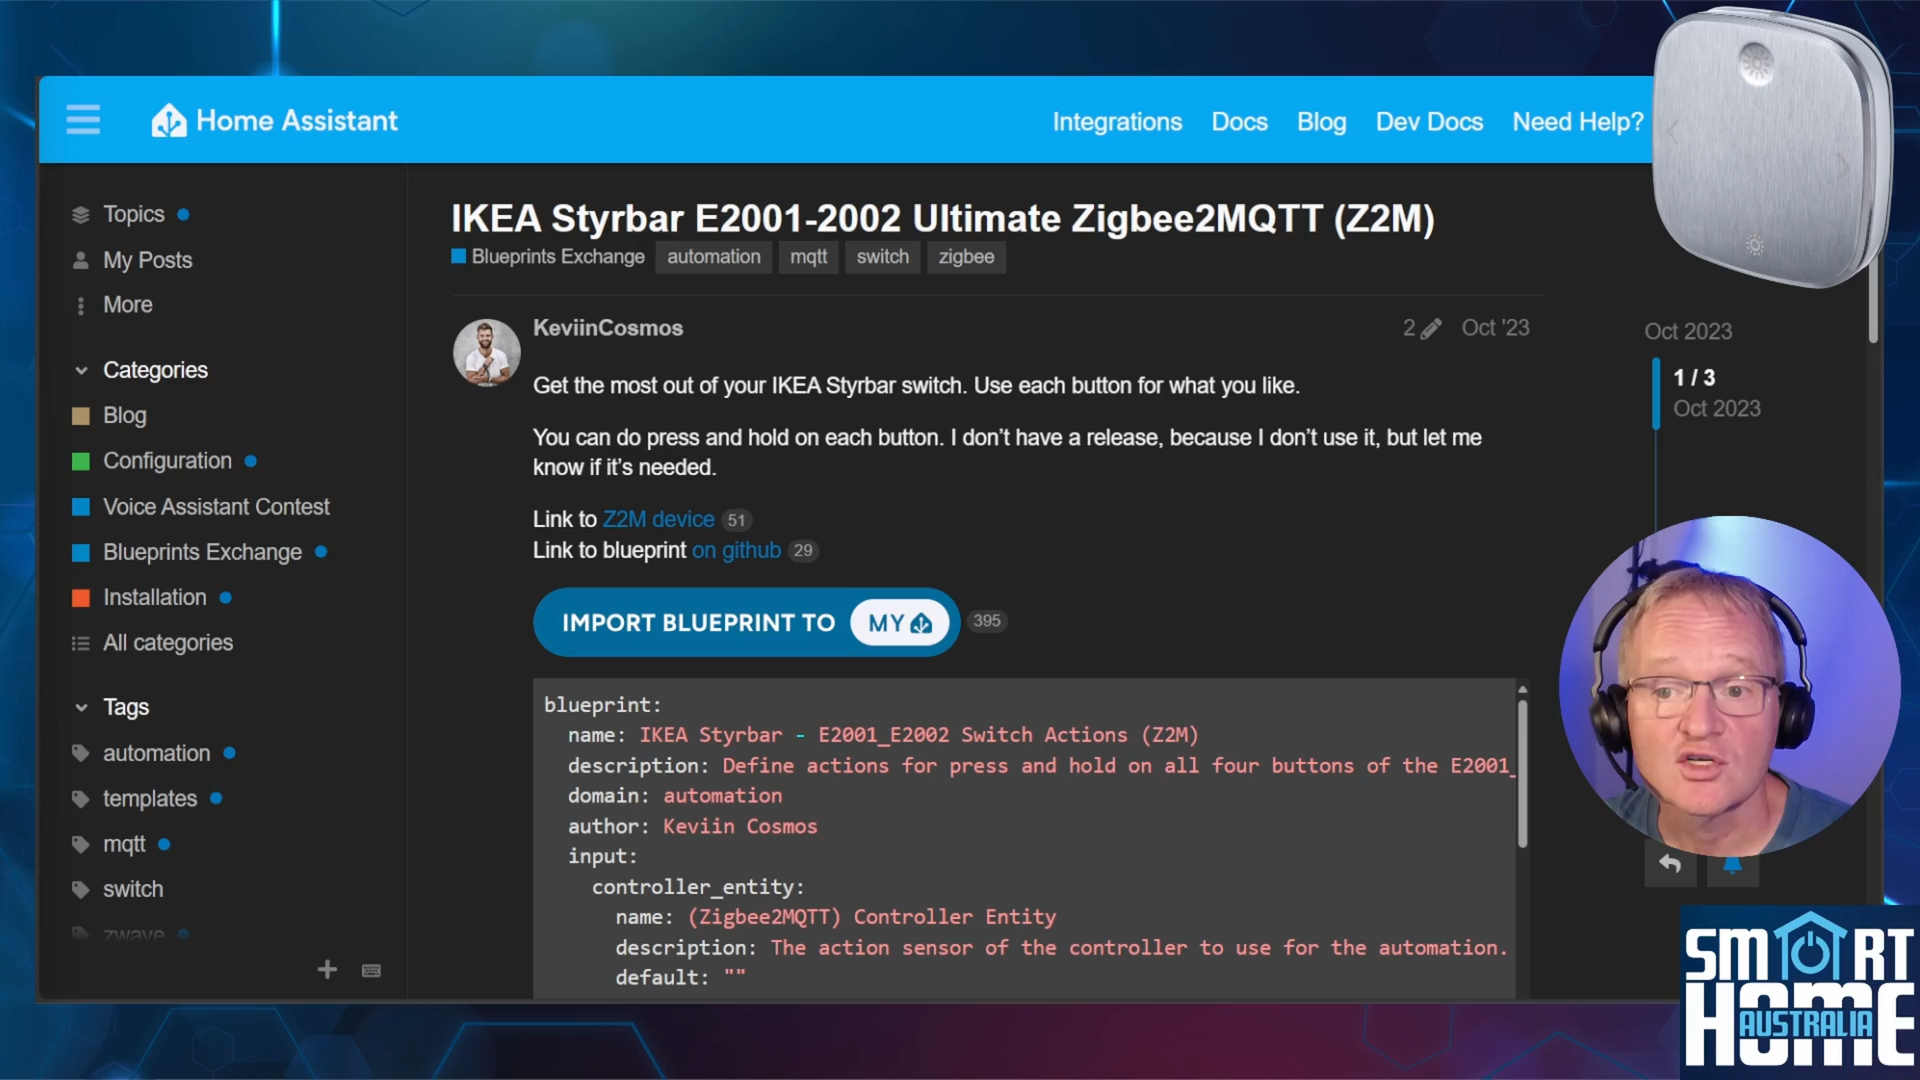 Home Assistant
Integrations Docs Blog Dev Docs Need Help?
Topics
My Posts
More
Categories
Blog
Configuration
Voice Assistant Contest
Blueprints Exchange
Installation
All categories
Tags
automation
templates
mqtt
switch
zwave
IKEA Styrbar E2001-2002 Ultimate Zigbee2MQTT (Z2M)
Blueprints Exchange automation mqtt switch zigbee
KeviinCosmos
2 Oct '23
Get the most out of your IKEA Styrbar switch. Use each button for what you like.
You can do press and hold on each button. I don’t have a release, because I don’t use it, but let me
know if it’s needed.
Link to Z2M device 51
Link to blueprint on github 29
IMPORT BLUEPRINT TO MY 395
blueprint:
name: IKEA Styrbar - E2001_E2002 Switch Actions (Z2M)
description: Define actions for press and hold on all four buttons of the E2001_
domain: automation
author: Keviin Cosmos
input:
controller_entity:
name: (Zigbee2MQTT) Controller Entity
description: The action sensor of the controller to use for the automation.
default: ""
Oct 2023
1 / 3
Oct 2023
SMART
HOME
AUSTRALIA